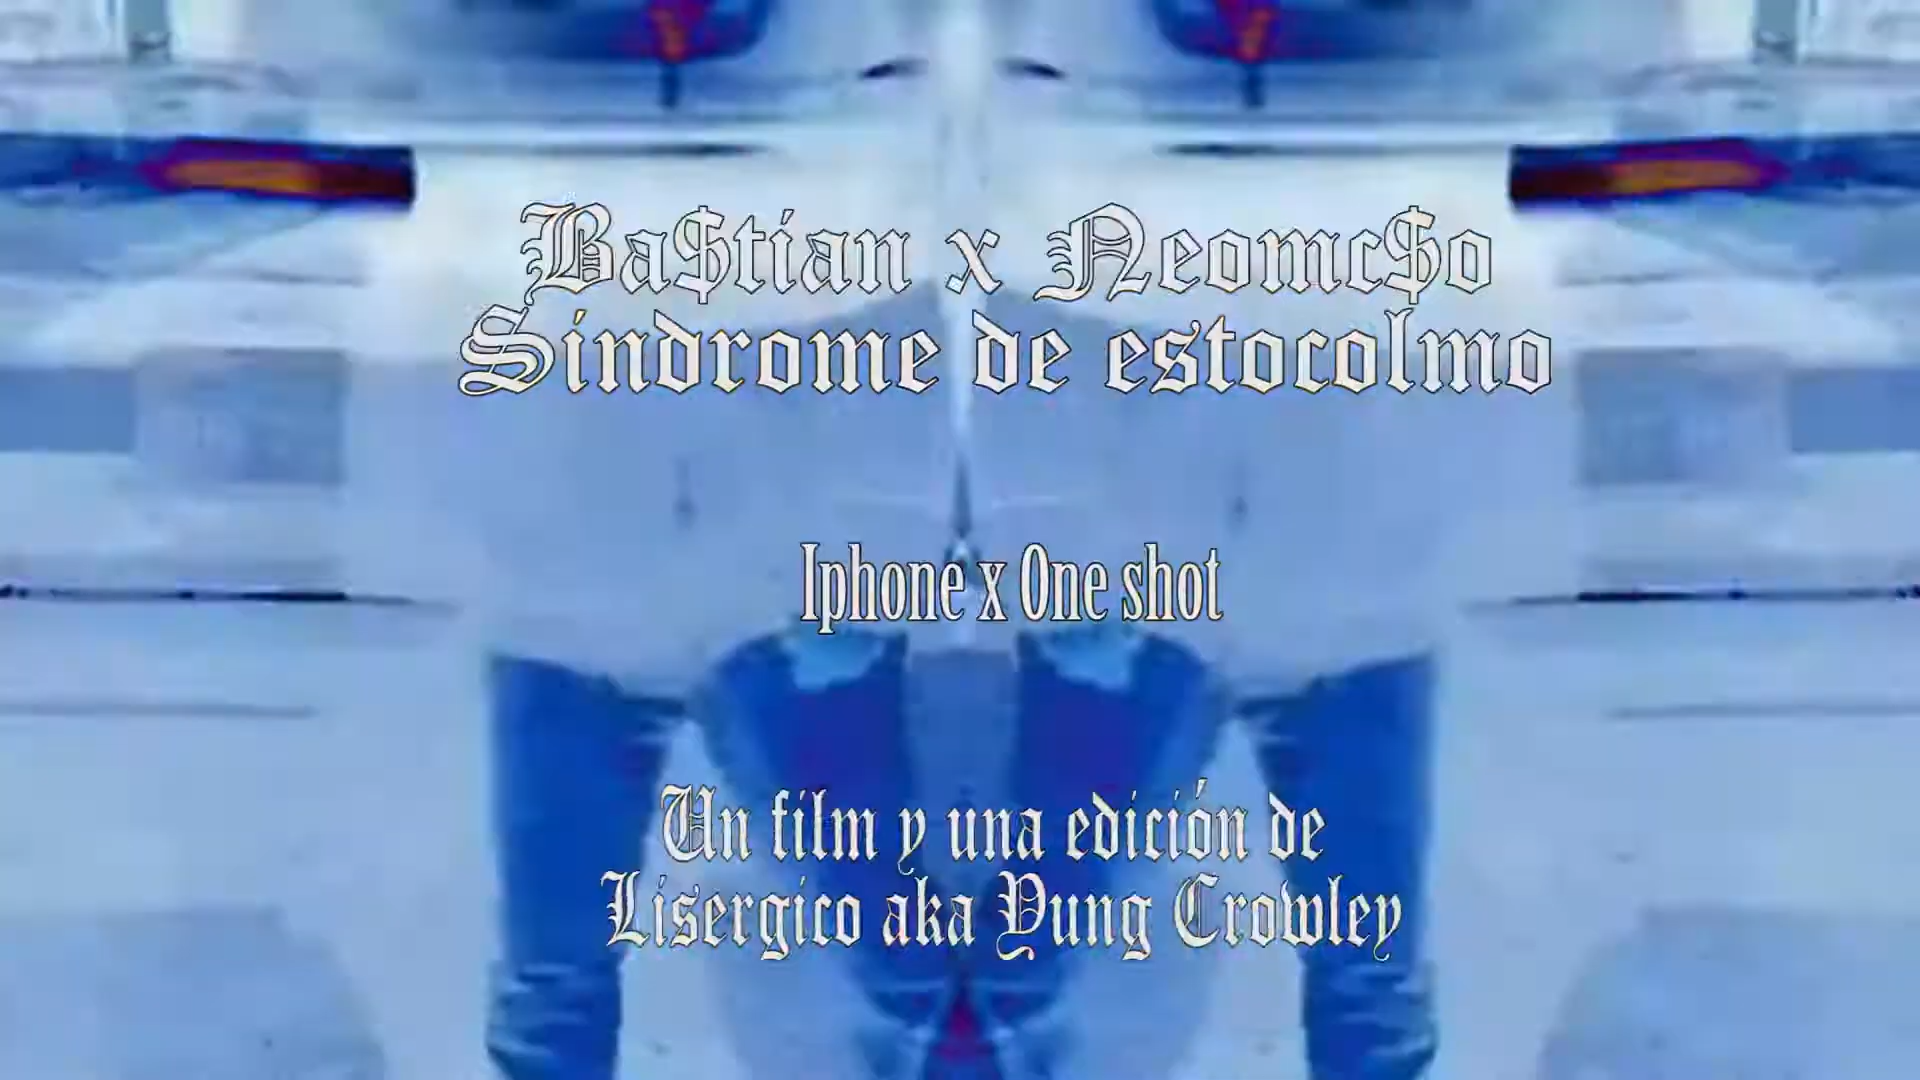 Ba$tian x Neomc$o
Sindrome de estocolmo
Iphone x One shot
Un film y una edición de
Lisergico aka Yung Crowley